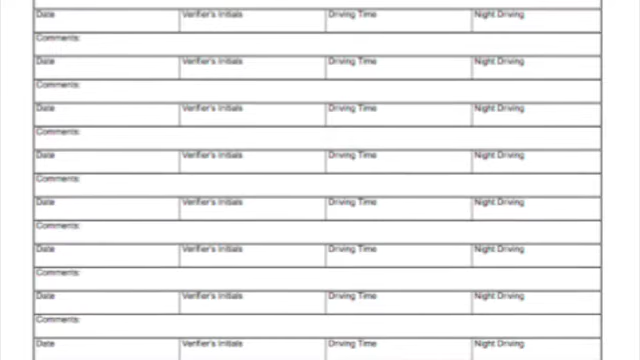 Date Verifier's Initials Driving Time Night Driving
Comments:
Date Verifier's Initials Driving Time Night Driving
Comments:
Date Verifier's Initials Driving Time Night Driving
Comments:
Date Verifier's Initials Driving Time Night Driving
Comments:
Date Verifier's Initials Driving Time Night Driving
Comments:
Date Verifier's Initials Driving Time Night Driving
Comments:
Date Verifier's Initials Driving Time Night Driving
Comments:
Date Verifier's Initials Driving Time Night Driving